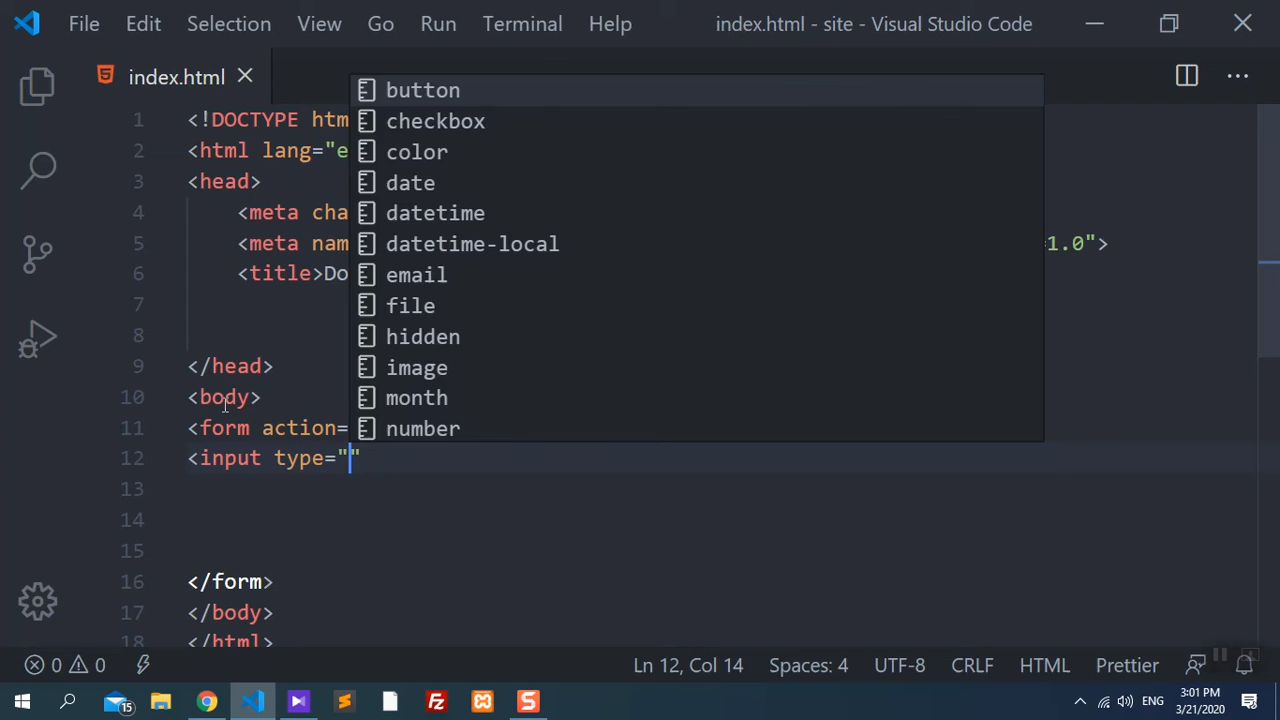 File Edit Selection View Go Run Terminal Help index.html - site - Visual Studio Code
index.html
button
1 <!DOCTYPE htm
checkbox
2 <html lang="e
color
3 <head>
date
4 <meta cha
datetime
5 <meta nam
datetime-local
=1.0">
6 <title>Do
email
7
file
8
hidden
9 </head>
image
10 <body>
month
11 <form action=
number
12 <input type=""
13
14
15
16 </form>
17 </body>
18 </html>
0 0 Ln 12, Col 14 Spaces: 4 UTF-8 CRLF HTML Prettier
15 Fz S ENG 3:01 PM
3/21/2020